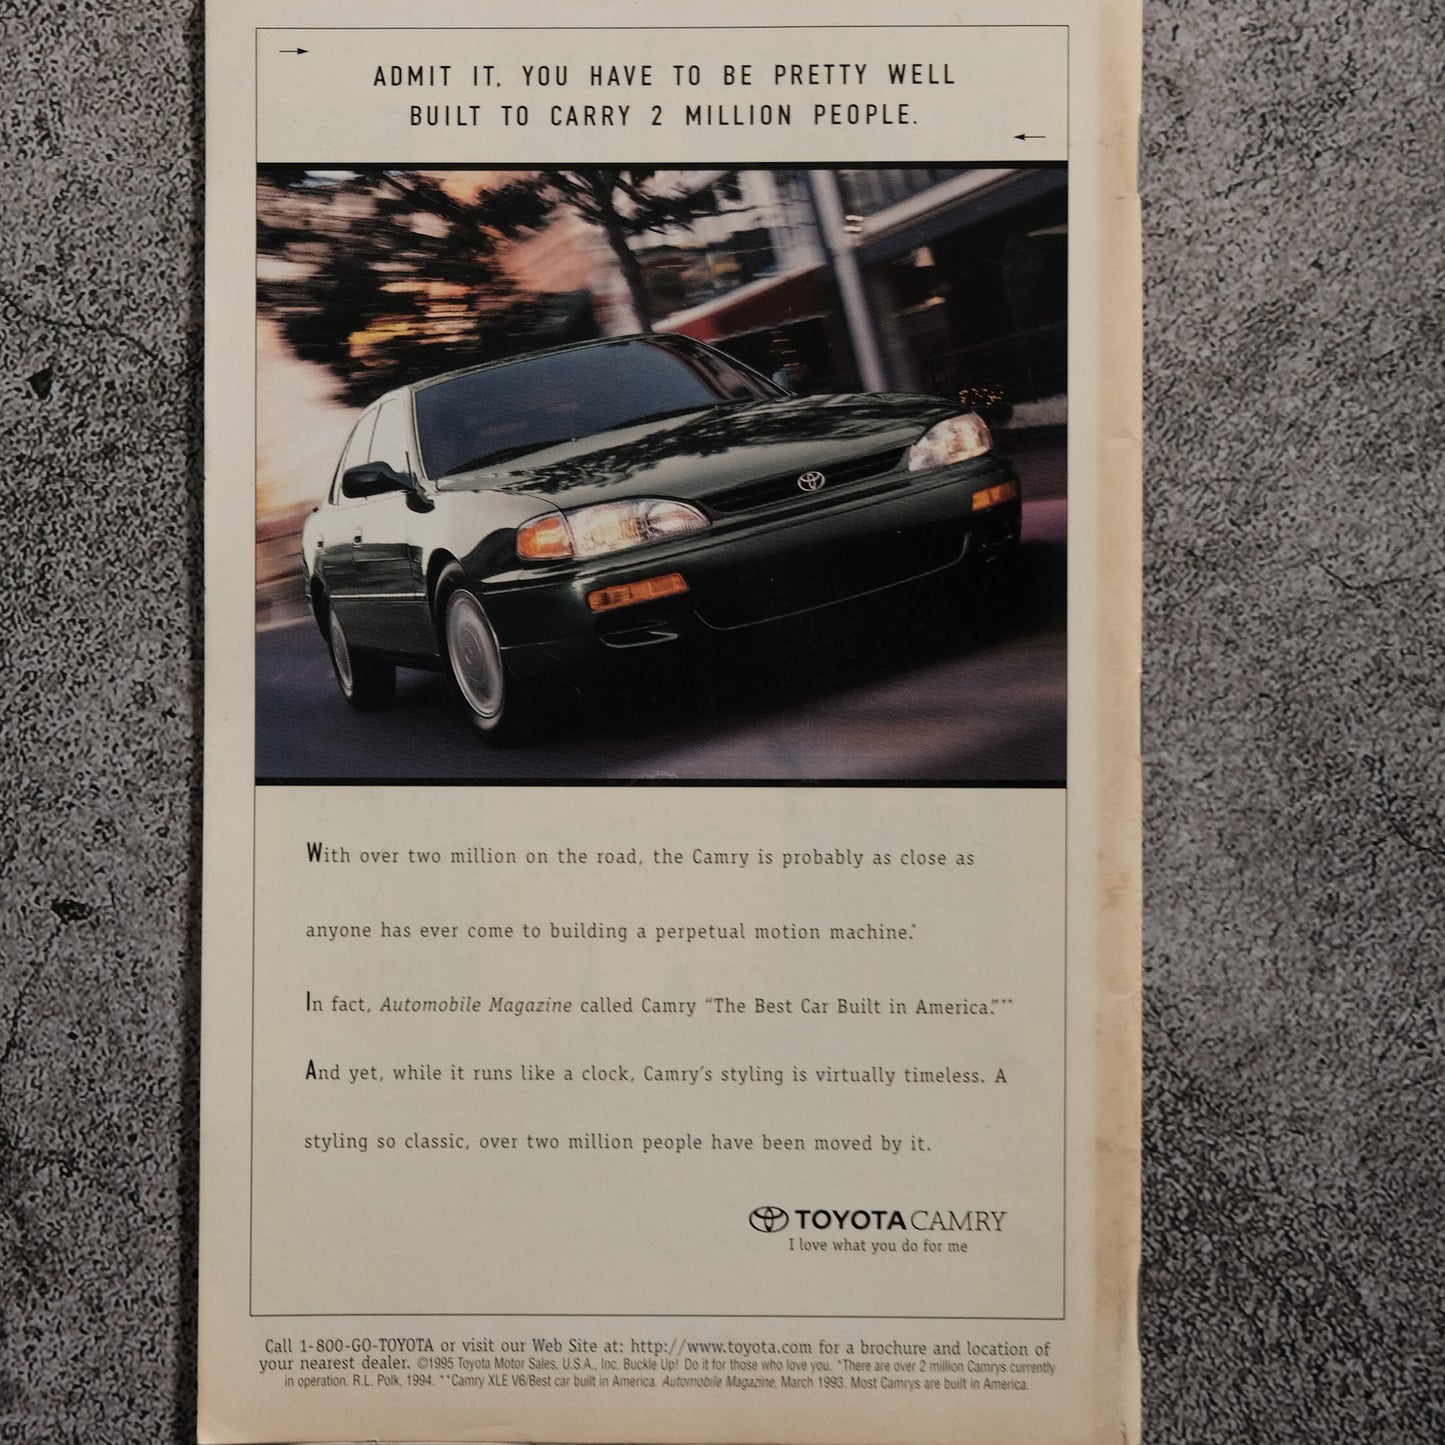 ADMIT IT, YOU HAVE TO BE PRETTY WELL
BUILT TO CARRY 2 MILLION PEOPLE.
With over two million on the road, the Camry is probably as close as
anyone has ever come to building a perpetual motion machine.*
In fact, Automobile Magazine called Camry “The Best Car Built in America.”**
And yet, while it runs like a clock, Camry's styling is virtually timeless. A
styling so classic, over two million people have been moved by it.
TOYOTA CAMRY
I love what you do for me
Call 1-800-GO-TOYOTA or visit our Web Site at: http://www.toyota.com for a brochure and location of
your nearest dealer. ©1995 Toyota Motor Sales, U.S.A., Inc. Buckle Up! Do it for those who love you. *There are over 2 million Camrys currently
in operation. R.L. Polk, 1994. **Camry XLE V6/Best car built in America. Automobile Magazine, March 1993. Most Camrys are built in America.